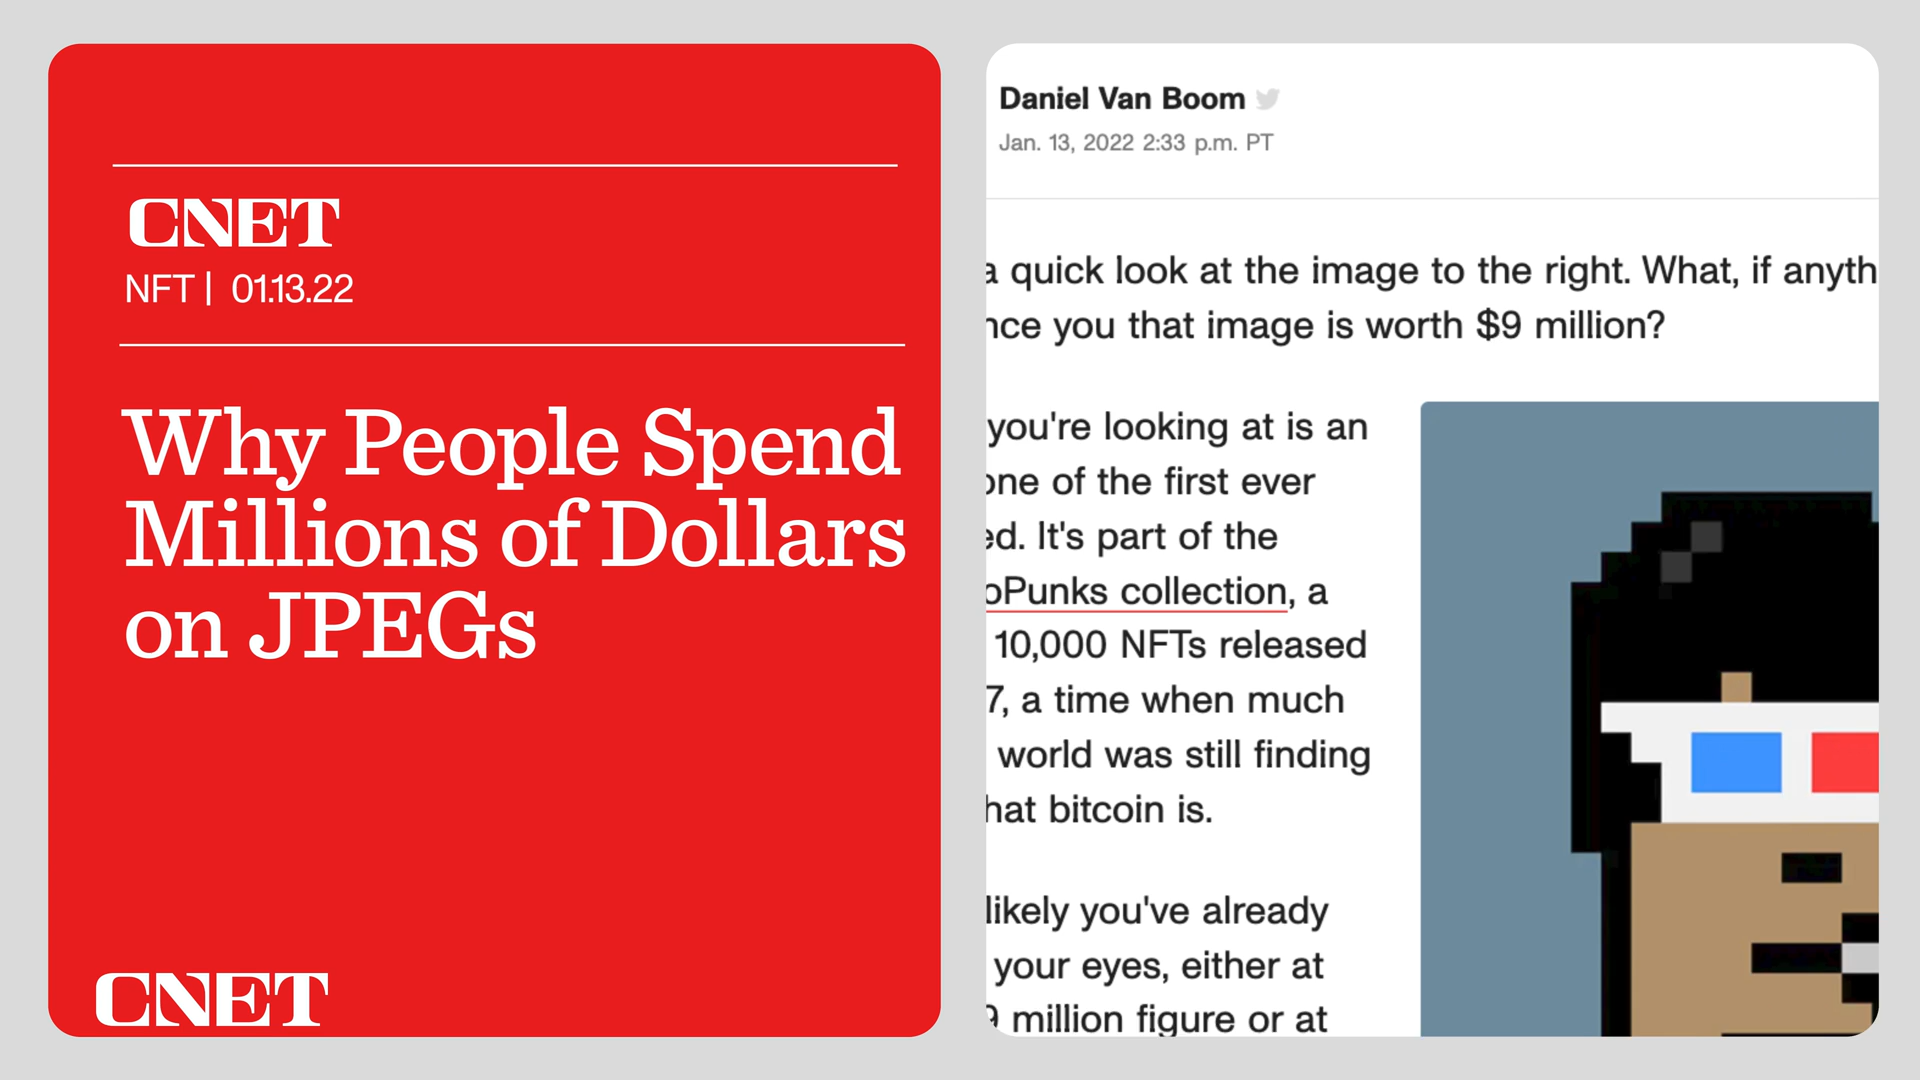 CNET
NFT | 01.13.22
Why People Spend
Millions of Dollars
on JPEGs
CNET
Daniel Van Boom
Jan. 13, 2022 2:33 p.m. PT
a quick look at the image to the right. What, if anyth
nce you that image is worth $9 million?
you're looking at is an
one of the first ever
ed. It's part of the
oPunks collection, a
10,000 NFTs released
7, a time when much
world was still finding
hat bitcoin is.
likely you've already
your eyes, either at
9 million figure or at